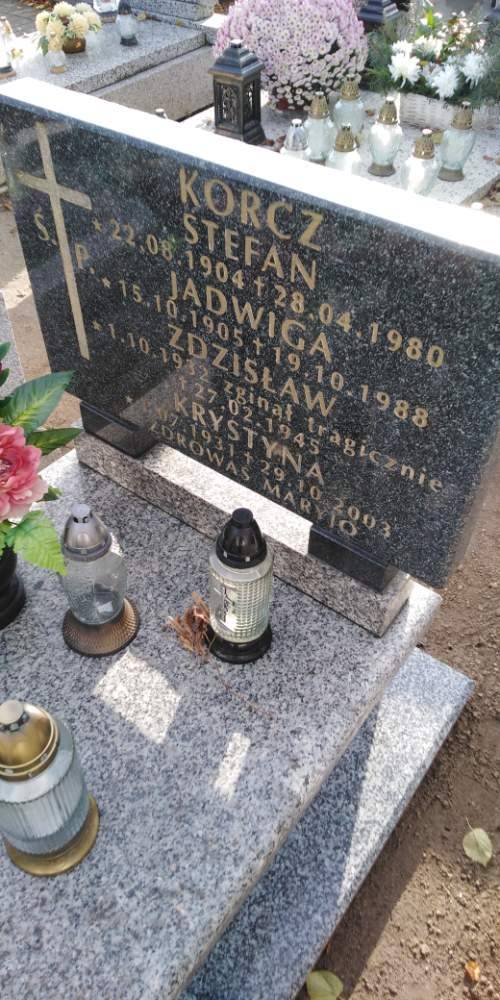 KORCZ
Ś. P.
STEFAN
* 22.08.1904 † 28.04.1980
JADWIGA
* 15.10.1905 † 19.10.1988
ZDZISŁAW
* 1.10. zginął tragicznie
† 27.02.1945
KRYSTYNA
1931 † 29.10.2003
ZDROWAŚ MARYJO